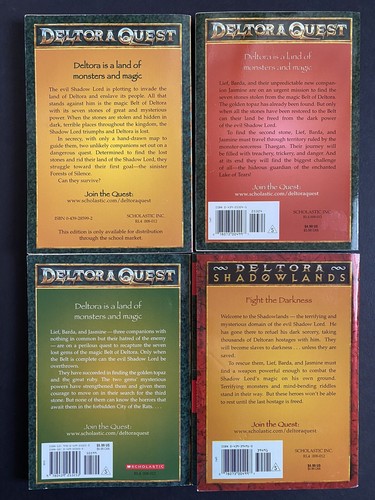 DELTORA QUEST
Deltora is a land of
monsters and magic
The evil Shadow Lord is plotting to invade the
land of Deltora and enslave its people. All that
stands against him is the magic Belt of Deltora
with its seven stones of great and mysterious
power. When the stones are stolen and hidden in
dark, terrible places throughout the kingdom, the
Shadow Lord triumphs and Deltora is lost.
In secrecy, with only a hand-drawn map to
guide them, two unlikely companions set out on a
dangerous quest. Determined to find the lost
stones and rid their land of the Shadow Lord, they
struggle toward their first goal—the sinister
Forests of Silence.
Can they survive?
Join the Quest:
www.scholastic.com/deltoraquest
SCHOLASTIC INC.
This edition is only available for distribution
through the school market.
DELTORA QUEST
Deltora is a land of
monsters and magic
Lief, Barda, and their unpredictable new companion
Jasmine are on an urgent mission to find the
seven stones stolen from the magic Belt of Deltora.
The golden topaz has already been found. But only
when all the stones have been restored to the Belt
can their land be freed from the dark power
of the evil Shadow Lord.
To find the second stone, Lief, Barda, and
Jasmine must travel through territory ruled by the
monstrous sorceress Thaegan. Their journey will
be filled with treachery, trickery, and danger. And
at its end they will find the biggest challenge
of all—the hideous guardian of the enchanted
Lake of Tears!
Join the Quest:
www.scholastic.com/deltoraquest
SCHOLASTIC INC.
DELTORA QUEST
Deltora is a land of
monsters and magic
Lief, Barda, and Jasmine — three companions with
nothing in common but their hatred of the enemy
— are on a perilous quest to recapture the seven
lost gems of the magic Belt of Deltora. Only when
the Belt is complete can the evil Shadow Lord be
overthrown.
They have succeeded in finding the golden topaz
and the great ruby. The two gems' mysterious
powers have strengthened them and given them
courage to move on in their search for the third
stone. But none of them can know the horrors that
await them in the forbidden City of the Rats. . . .
Join the Quest:
www.scholastic.com/deltoraquest
SCHOLASTIC
DELTORA
SHADOWLANDS
Fight the Darkness
Welcome to the Shadowlands — the terrifying and
mysterious domain of the evil Shadow Lord. He
has gone there to refuel his dark sorcery, taking
thousands of Deltoran hostages with him. They
will become slaves to darkness . . . unless they are
saved.
To rescue them, Lief, Barda, and Jasmine must
find a weapon powerful enough to combat the
Shadow Lord's magic on his own ground.
Terrifying monsters and mind-bending riddles
stand in their way. But these heroes won't be able
to rest until the last hostage is freed.
Join the Quest:
www.scholastic.com/deltoraquest
SCHOLASTIC INC.